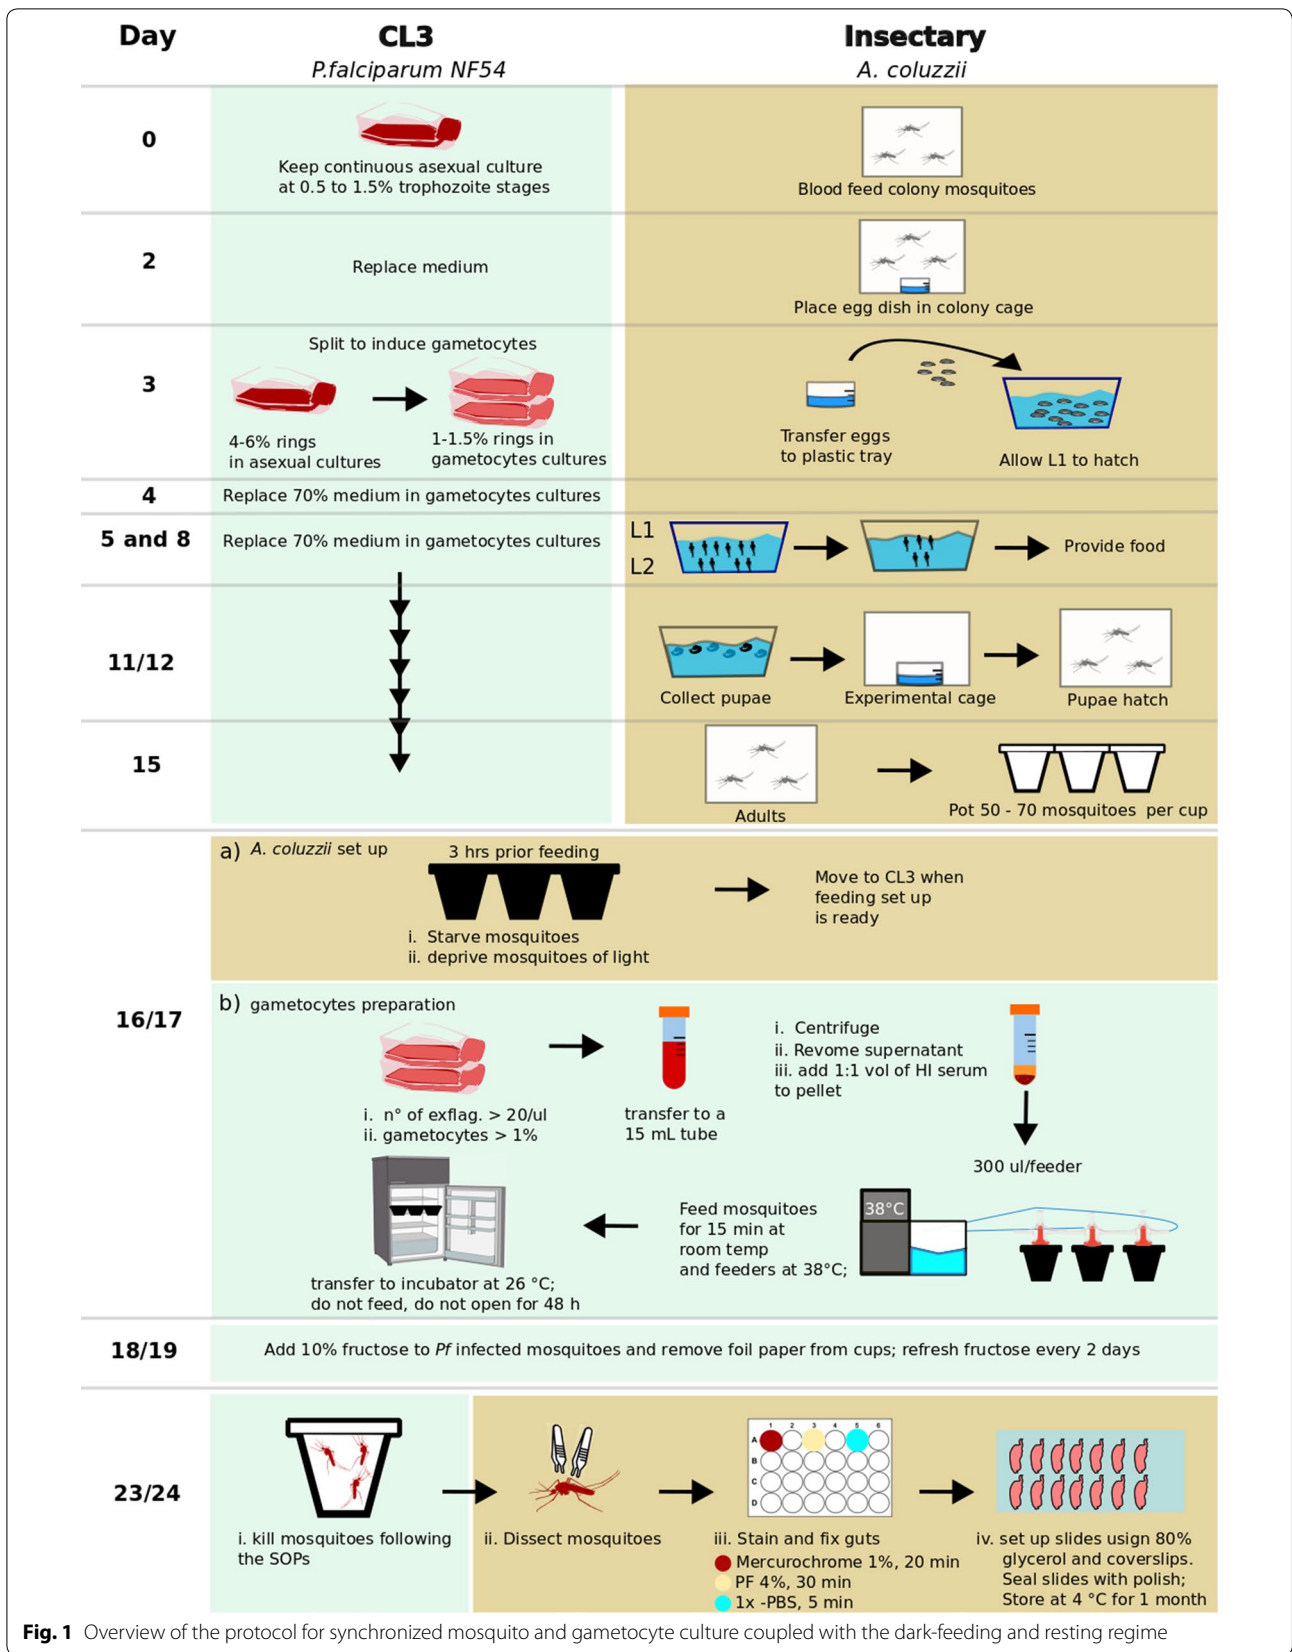 Day
CL3
Insectary
P.falciparum NF54
A. coluzzii
0
Keep continuous asexual culture
at 0.5 to 1.5% trophozoite stages
Blood feed colony mosquitoes
2
Replace medium
Place egg dish in colony cage
3
Split to induce gametocytes
4-6% rings
in asexual cultures
1-1.5% rings in
gametocytes cultures
Transfer eggs
to plastic tray
Allow L1 to hatch
4
Replace 70% medium in gametocytes cultures
5 and 8
Replace 70% medium in gametocytes cultures
L1
L2
Provide food
11/12
Collect pupae
Experimental cage
Pupae hatch
15
Adults
Pot 50 - 70 mosquitoes per cup
16/17
a) A. coluzzii set up
3 hrs prior feeding
i. Starve mosquitoes
ii. deprive mosquitoes of light
Move to CL3 when
feeding set up
is ready
b) gametocytes preparation
i. n° of exflag. > 20/ul
ii. gametocytes > 1%
transfer to a
15 mL tube
i. Centrifuge
ii. Revome supernatant
iii. add 1:1 vol of HI serum
to pellet
300 ul/feeder
38°C
Feed mosquitoes
for 15 min at
room temp
and feeders at 38°C;
transfer to incubator at 26 °C;
do not feed, do not open for 48 h
18/19
Add 10% fructose to Pf infected mosquitoes and remove foil paper from cups; refresh fructose every 2 days
23/24
i. kill mosquitoes following
the SOPs
ii. Dissect mosquitoes
1 2 3 4 5 6
A
B
C
D
iii. Stain and fix guts
Mercurochrome 1%, 20 min
PF 4%, 30 min
1x -PBS, 5 min
iv. set up slides usign 80%
glycerol and coverslips.
Seal slides with polish;
Store at 4 °C for 1 month
Fig. 1 Overview of the protocol for synchronized mosquito and gametocyte culture coupled with the dark-feeding and resting regime